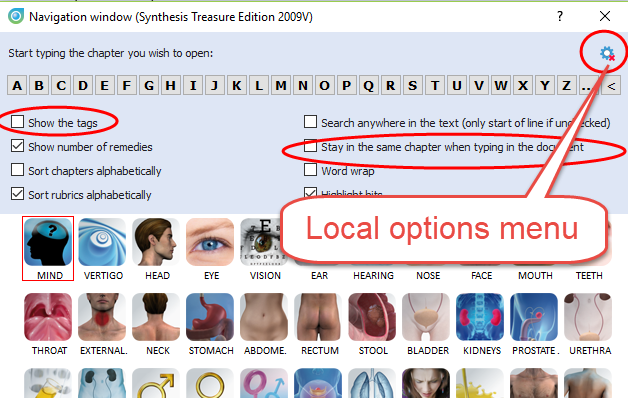 Navigation window (Synthesis Treasure Edition 2009V)
Start typing the chapter you wish to open:
A B C D E F G H I J K L M N O P Q R S T U V W X Y Z .. <
Show the tags
Search anywhere in the text (only start of line if unchecked)
Show number of remedies
Stay in the same chapter when typing in the document
Sort chapters alphabetically
Word wrap
Sort rubrics alphabetically
Highlight hits
Local options menu
MIND VERTIGO HEAD EYE VISION EAR HEARING NOSE FACE MOUTH TEETH
THROAT EXTERNAL. NECK STOMACH ABDOME. RECTUM STOOL BLADDER KIDNEYS PROSTATE . URETHRA